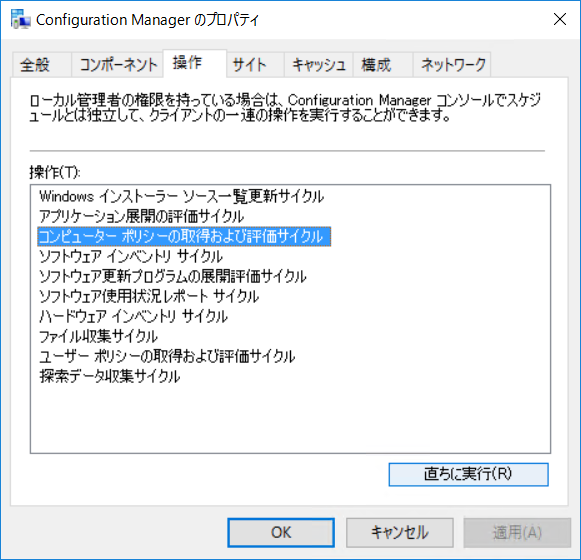 Configuration Manager のプロパティ
全般 コンポーネント 操作 サイト キャッシュ 構成 ネットワーク
ローカル管理者の権限を持っている場合は、Configuration Manager コンソールでスケジ
ュールとは独立して、クライアントの一連の操作を実行することができます。
操作(T):
Windows インストーラー ソース一覧更新サイクル
アプリケーション展開の評価サイクル
コンピューター ポリシーの取得および評価サイクル
ソフトウェア インベントリ サイクル
ソフトウェア更新プログラムの展開評価サイクル
ソフトウェア使用状況レポート サイクル
ハードウェア インベントリ サイクル
ファイル収集サイクル
ユーザー ポリシーの取得および評価サイクル
探索データ収集サイクル
直ちに実行(R)
OK キャンセル 適用(A)